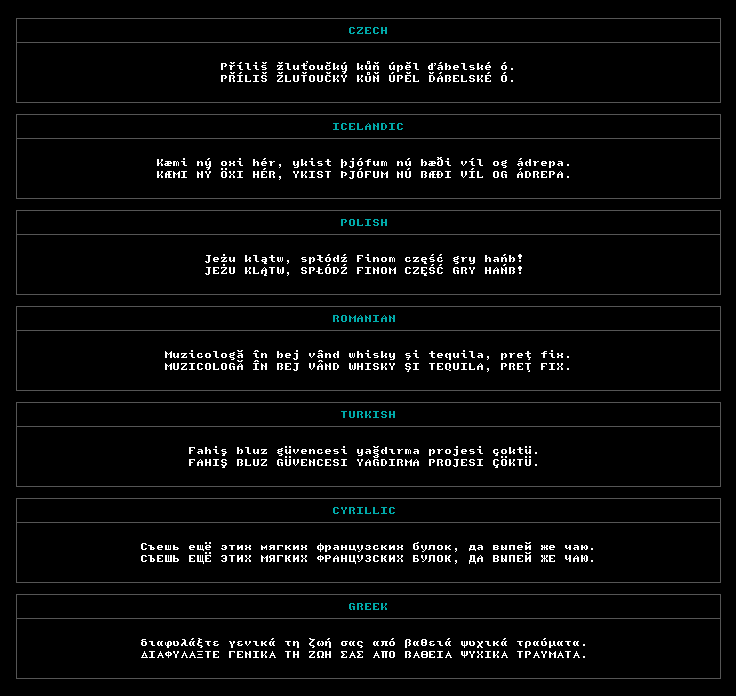 CZECH
Příliš žluťoučký kůň úpěl ďábelské ó.
PŘÍLIŠ ŽLUŤOUČKÝ KŮŇ ÚPĚL ĎÁBELSKÉ Ó.
ICELANDIC
Kæmi ný oxi hér, ykist þjófum nú bæði víl og ádrepa.
KÆMI NÝ ÖXI HÉR, YKIST ÞJÓFUM NÚ BÆÐI VÍL OG ÁDREPA.
POLISH
Jeżu klątw, spłódź Finom część gry hańb!
JEŻU KLĄTW, SPŁÓDŹ FINOM CZĘŚĆ GRY HAŃB!
ROMANIAN
Muzicologă în bej vând whisky şi tequila, preţ fix.
MUZICOLOGĂ ÎN BEJ VÂND WHISKY ŞI TEQUILA, PREŢ FIX.
TURKISH
Fahiş bluz güvencesi yağdırma projesi çoktü.
FAHIŞ BLUZ GÜVENCESI YAĞDIRMA PROJESI ÇÖKTÜ.
CYRILLIC
Съешь ещё этих мягких французских булок, да выпей же чаю.
СЪЕШЬ ЕЩЁ ЭТИХ МЯГКИХ ФРАНЦУЗСКИХ БУЛОК, ДА ВЫПЕЙ ЖЕ ЧАЮ.
GREEK
διαφυλάξτε γενικά τη ζωή σας από βαθειά ψυχικά τραύματα.
ΔΙΑΦΥΛΑΞΤΕ ΓΕΝΙΚΑ ΤΗ ΖΩΗ ΣΑΣ ΑΠΟ ΒΑΘΕΙΑ ΨΥΧΙΚΑ ΤΡΑΥΜΑΤΑ.